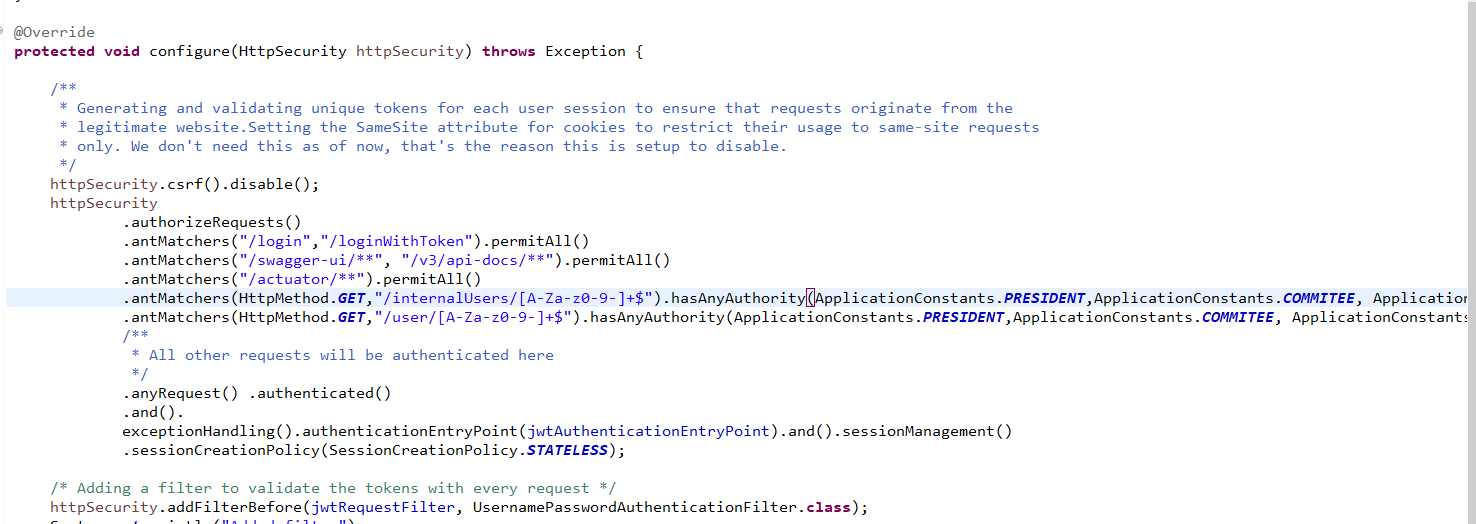 @Override
protected void configure(HttpSecurity httpSecurity) throws Exception {
/**
* Generating and validating unique tokens for each user session to ensure that requests originate from the
* legitimate website.Setting the SameSite attribute for cookies to restrict their usage to same-site requests
* only. We don't need this as of now, that's the reason this is setup to disable.
*/
httpSecurity.csrf().disable();
httpSecurity
.authorizeRequests()
.antMatchers("/login","/loginWithToken").permitAll()
.antMatchers("/swagger-ui/**", "/v3/api-docs/**").permitAll()
.antMatchers("/actuator/**").permitAll()
.antMatchers(HttpMethod.GET,"/internalUsers/[A-Za-z0-9-]+$").hasAnyAuthority(ApplicationConstants.PRESIDENT,ApplicationConstants.COMMITEE, Application
.antMatchers(HttpMethod.GET,"/user/[A-Za-z0-9-]+$").hasAnyAuthority(ApplicationConstants.PRESIDENT,ApplicationConstants.COMMITEE, ApplicationConstants
/**
* All other requests will be authenticated here
*/
.anyRequest() .authenticated()
.and().
exceptionHandling().authenticationEntryPoint(jwtAuthenticationEntryPoint).and().sessionManagement()
.sessionCreationPolicy(SessionCreationPolicy.STATELESS);
/* Adding a filter to validate the tokens with every request */
httpSecurity.addFilterBefore(jwtRequestFilter, UsernamePasswordAuthenticationFilter.class);